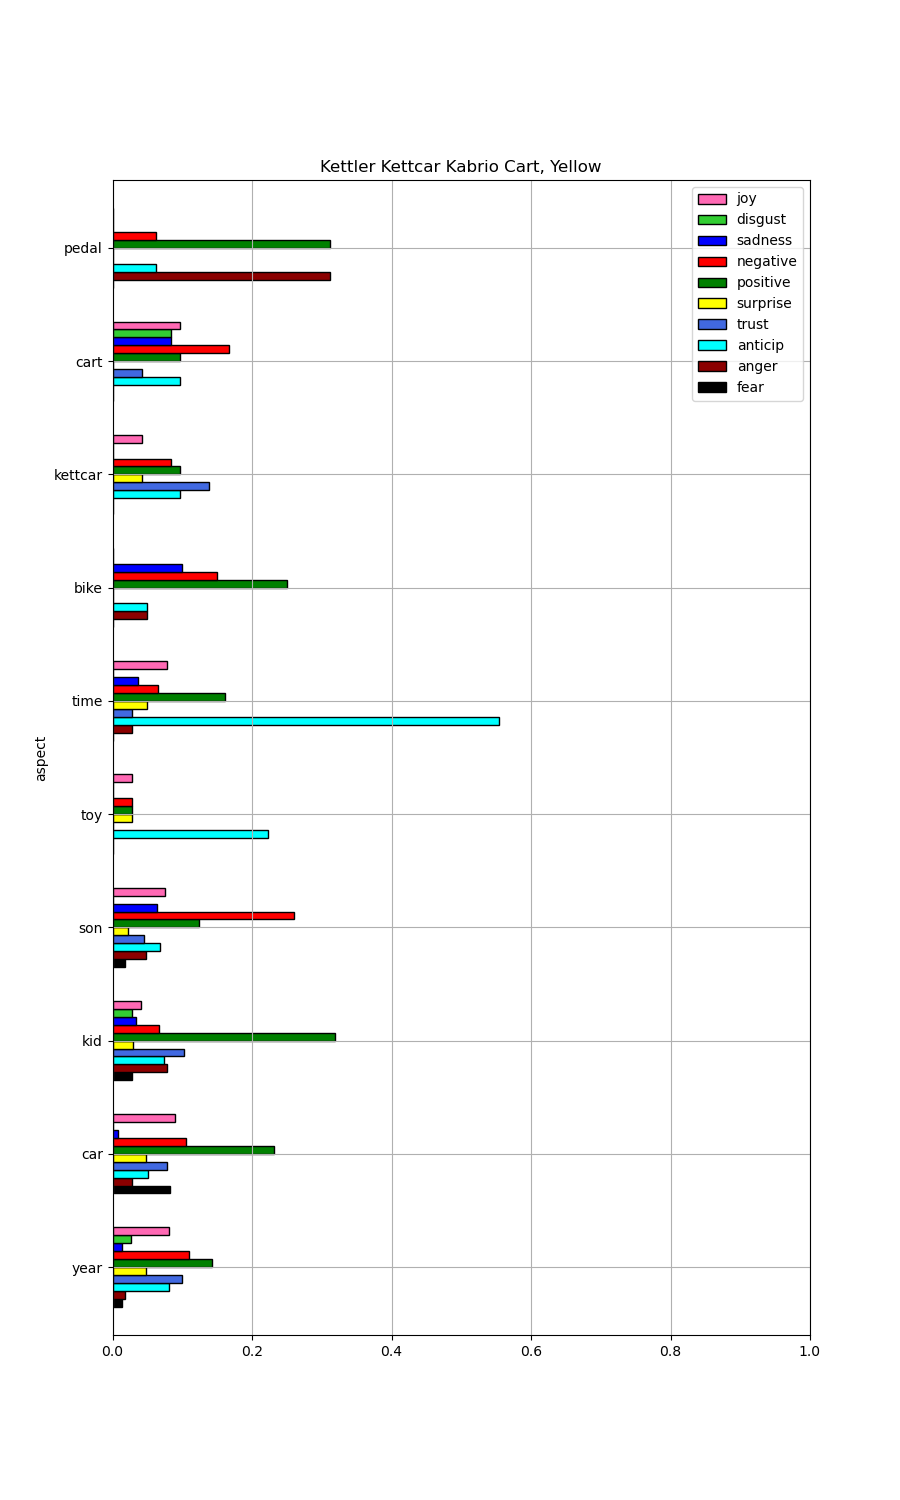 Kettler Kettcar Kabrio Cart, Yellow
joy
disgust
sadness
negative
positive
surprise
trust
anticip
anger
fear
aspect
pedal
cart
kettcar
bike
time
toy
son
kid
car
year
0.0 0.2 0.4 0.6 0.8 1.0